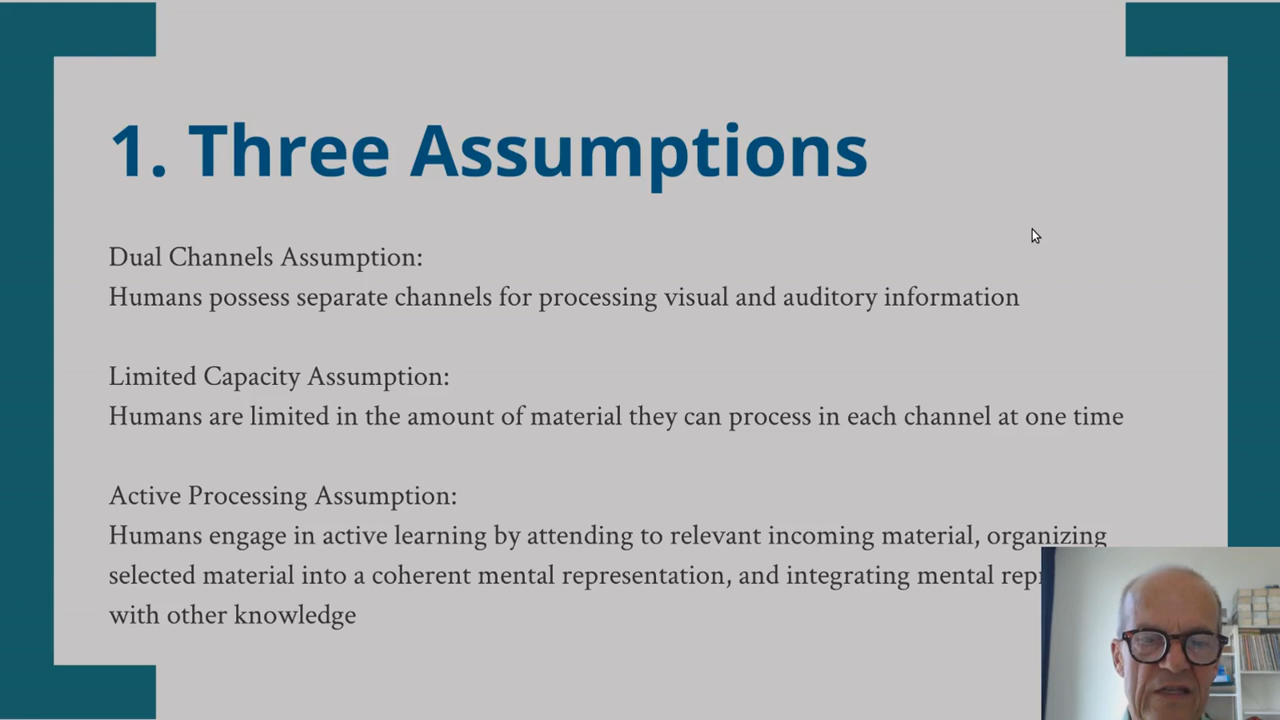 1. Three Assumptions
Dual Channels Assumption:
Humans possess separate channels for processing visual and auditory information
Limited Capacity Assumption:
Humans are limited in the amount of material they can process in each channel at one time
Active Processing Assumption:
Humans engage in active learning by attending to relevant incoming material, organizing
selected material into a coherent mental representation, and integrating mental
with other knowledge